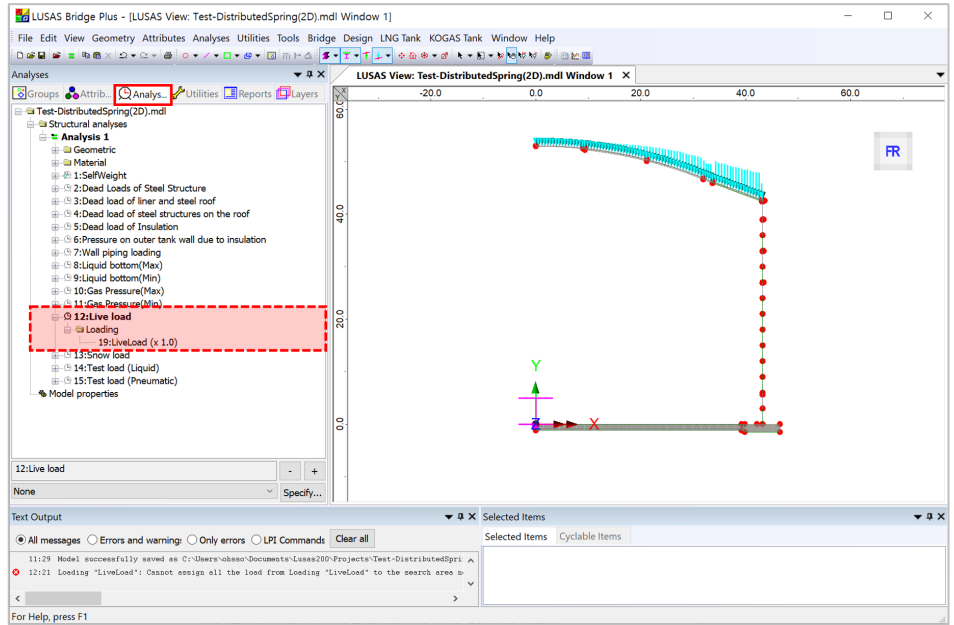 LUSAS Bridge Plus - [LUSAS View: Test-DistributedSpring(2D).mdl Window 1]
File Edit View Geometry Attributes Analyses Utilities Tools Bridge Design LNG Tank KOGAS Tank Window Help
Analyses
LUSAS View: Test-DistributedSpring(2D).mdl Window 1
Groups Attrib... Analys... Utilities Reports Layers
X -20.0 0.0 20.0 40.0 60.0
Y
60.0
40.0
20.0
0.0
Test-DistributedSpring(2D).mdl
Structural analyses
Analysis 1
Geometric
Material
1:SelfWeight
2:Dead Loads of Steel Structure
3:Dead load of liner and steel roof
4:Dead load of steel structures on the roof
5:Dead load of Insulation
6:Pressure on outer tank wall due to insulation
7:Wall piping loading
8:Liquid bottom(Max)
9:Liquid bottom(Min)
10:Gas Pressure(Max)
11:Gas Pressure(Min)
12:Live load
Loading
19:LiveLoad (x 1.0)
13:Snow load
14:Test load (Liquid)
15:Test load (Pneumatic)
Model properties
FR
Y
Z
X
12:Live load
- +
None
Specify...
Text Output
All messages Errors and warnings Only errors LPI Commands Clear all
11:29 Model successfully saved as C:\Users\ohsso\Documents\Lusas200\Projects\Test-DistributedSpri
12:21 Loading "LiveLoad": Cannot assign all the load from Loading "LiveLoad" to the search area
Selected Items
Selected Items Cyclable Items
For Help, press F1